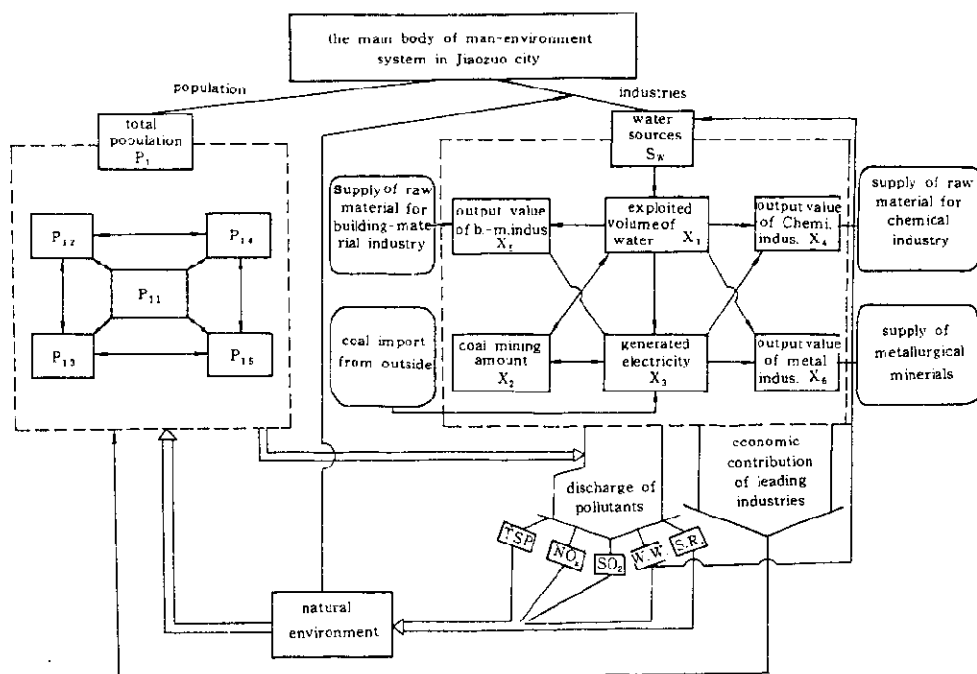 the main body of man-environment
system in Jiaozuo city
population
industries
total
population
P₁
water
sources
S_W
Supply of raw
material for
building-mate
rial industry
output value
of b.-m.indus
exploited
volume of
water X₁
output value
of Chemi.
indus. X₄
supply of raw
material for
chemical
industry
P₁₂
P₁₄
P₁₁
P₁₃
P₁₅
coal import
from outside
coal mining
amount
X₂
generated
electricity
X₃
output value
of metal
indus. X₆
supply of
metallurgical
minerials
economic
contribution
of leading
industries
discharge of
pollutants
TSP
NOₓ
SO₂
W.W.
S.R.
natural
environment